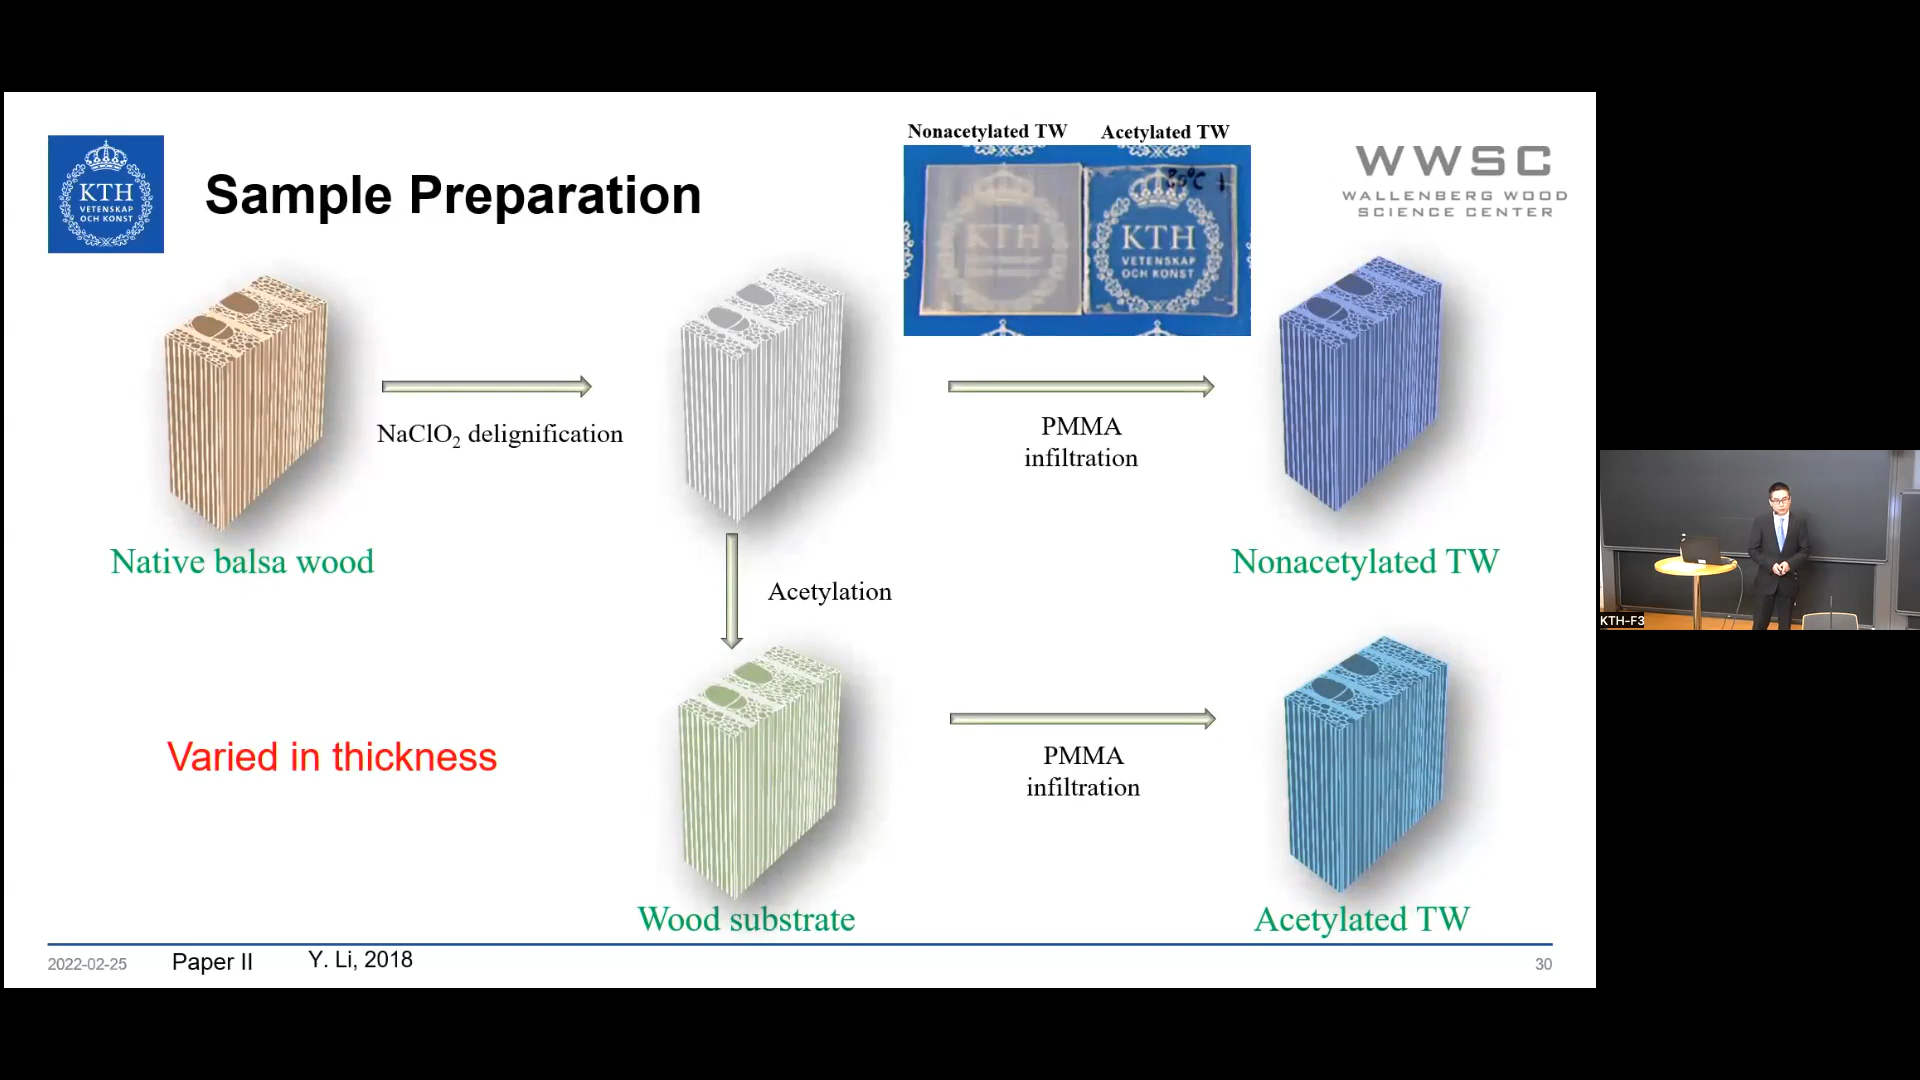 Nonacetylated TW
Acetylated TW
KTH
VETENSKAP
OCH KONST
Sample Preparation
KTH
KTH
VETENSKAP
OCH KONST
WWSC
WALLENBERG WOOD
SCIENCE CENTER
NaClO₂ delignification
PMMA
infiltration
Native balsa wood
Nonacetylated TW
Acetylation
Varied in thickness
PMMA
infiltration
Wood substrate
Acetylated TW
2022-02-25
Paper II
Y. Li, 2018
30
KTH-F3